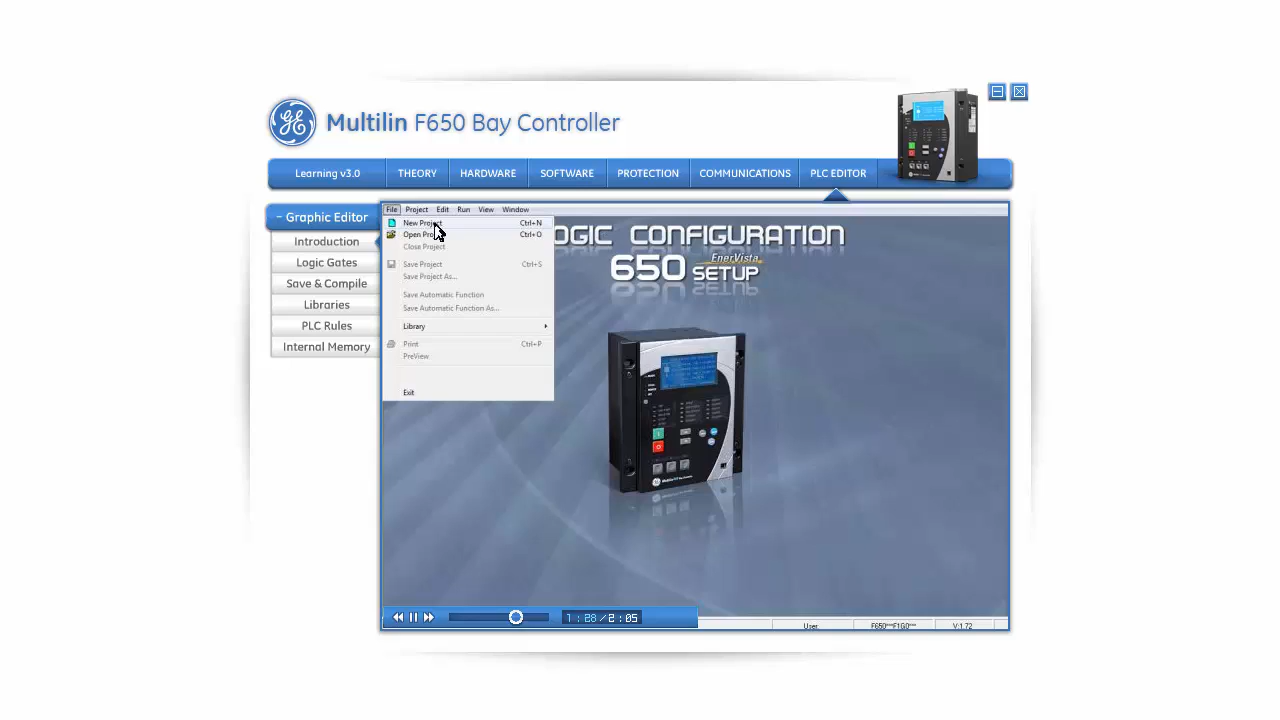 Multilin F650 Bay Controller
Learning v3.0 THEORY HARDWARE SOFTWARE PROTECTION COMMUNICATIONS PLC EDITOR
– Graphic Editor
Introduction
Logic Gates
Save & Compile
Libraries
PLC Rules
Internal Memory
File Project Edit Run View Window
New Project Ctrl+N
Open Proj Ctrl+O
Close Project
Save Project Ctrl+S
Save Project As...
Save Automatic Function
Save Automatic Function As...
Library
Print Ctrl+P
PreView
Exit
OGIC CONFIGURATION
650 EnerVista SETUP
1:28/2:05
User. V:1.72